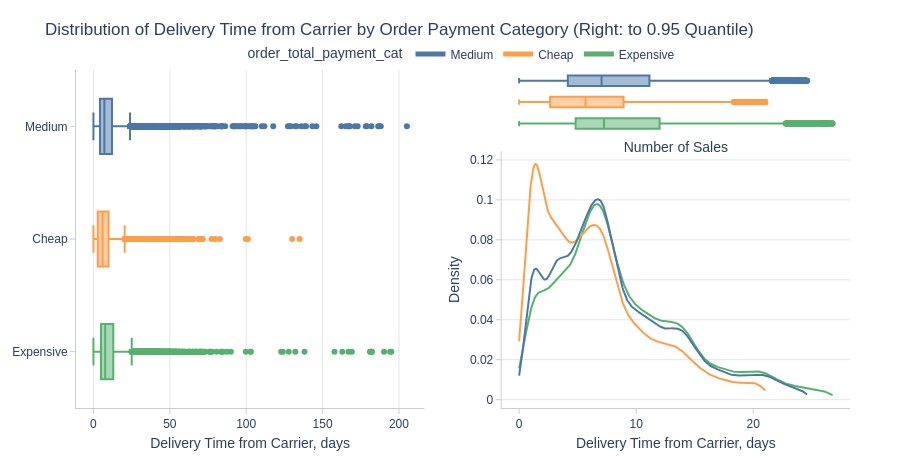 Distribution of Delivery Time from Carrier by Order Payment Category (Right: to 0.95 Quantile)
order_total_payment_cat Medium Cheap Expensive
Medium
Cheap
Expensive
0 50 100 150 200
Delivery Time from Carrier, days
Number of Sales
0.12
0.1
0.08
0.06
0.04
0.02
0
Density
0 10 20
Delivery Time from Carrier, days